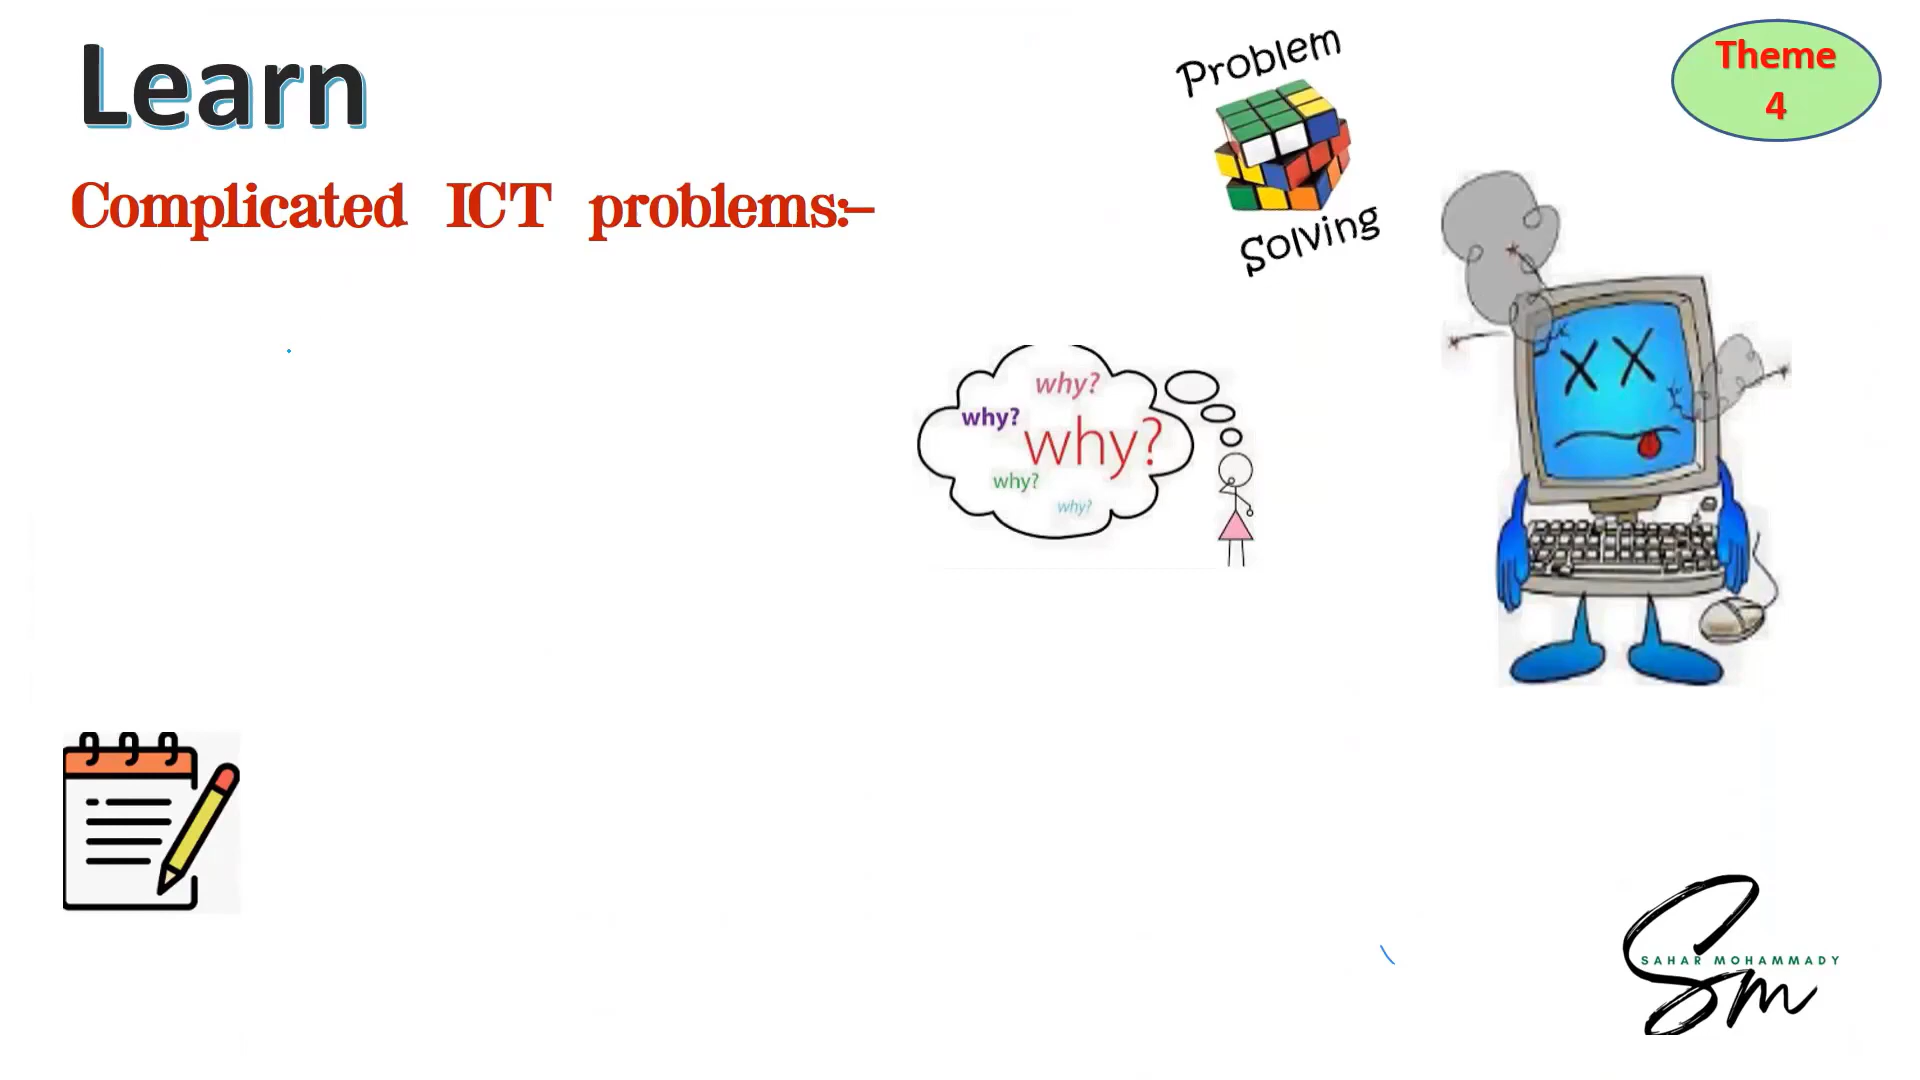 Learn
Problem
Theme
4
Complicated ICT problems:-
Solving
why?
why?
why?
why?
why?
SAHAR MOHAMMADY
Sm